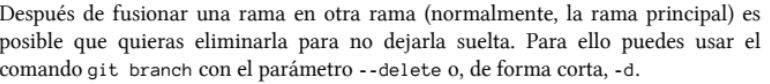 Después de fusionar una rama en otra rama (normalmente, la rama principal) es
posible que quieras eliminarla para no dejarla suelta. Para ello puedes usar el
comando git branch con el parámetro --delete o, de forma corta, -d.